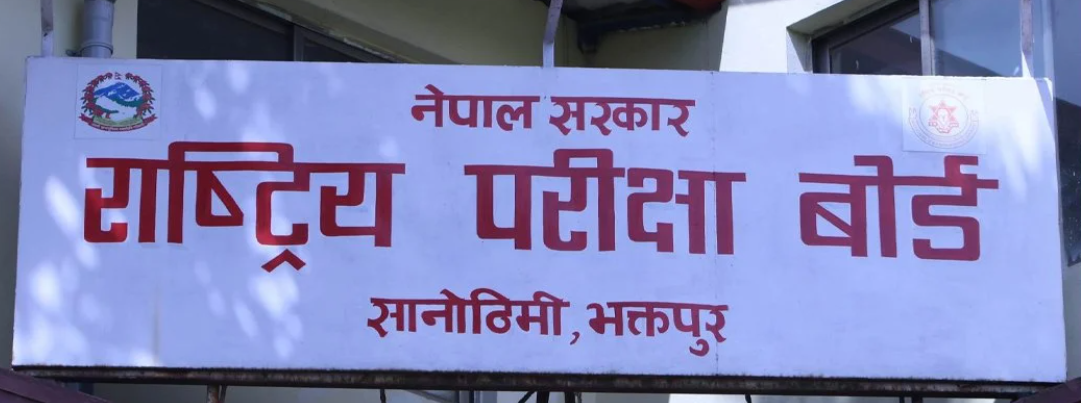 नेपाल सरकार
राष्ट्रिय परीक्षा बोर्ड
सानोठिमी, भक्तपुर